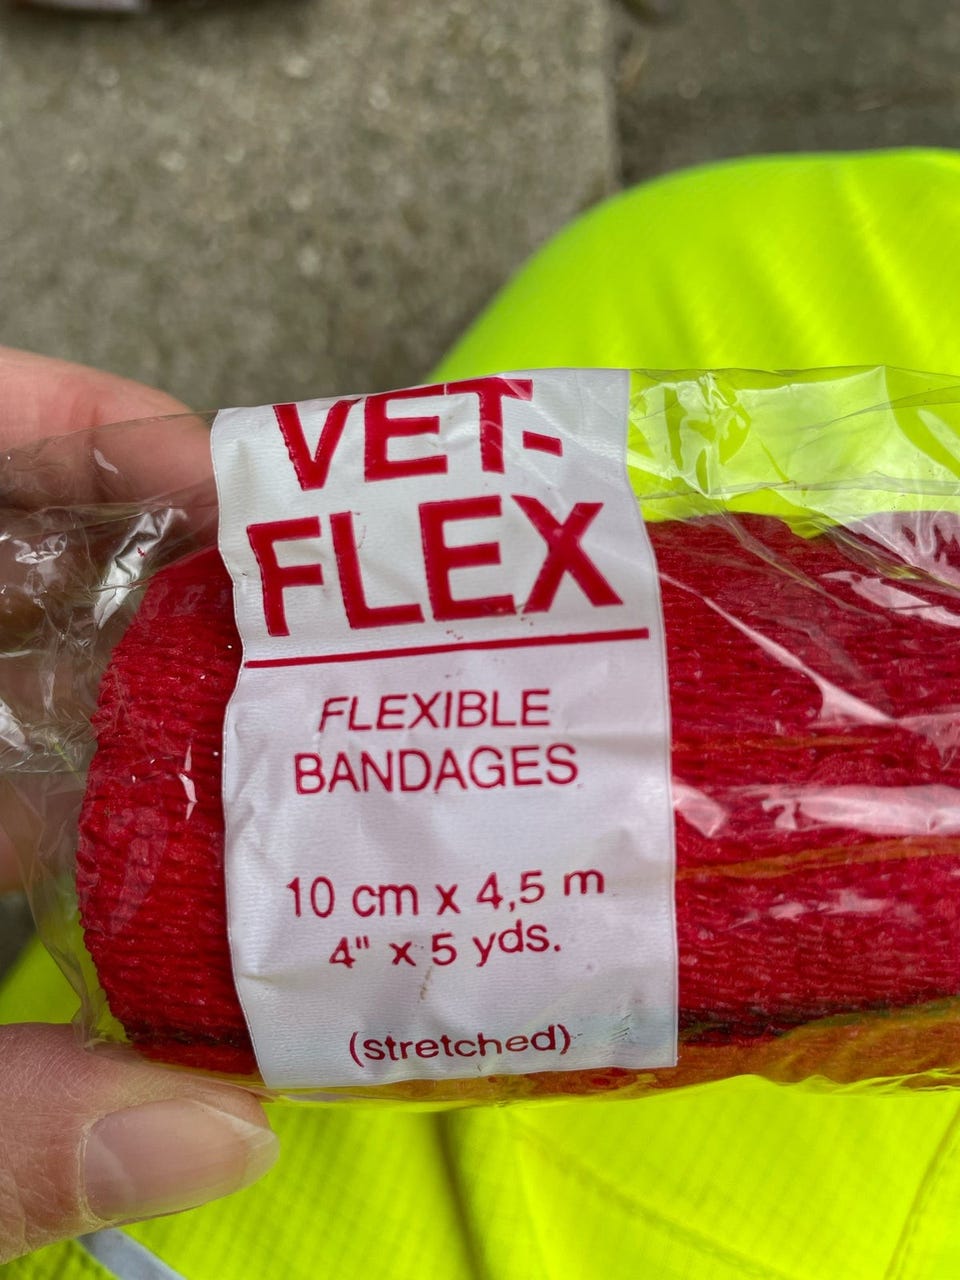 VET-
FLEX
FLEXIBLE
BANDAGES
10 cm x 4,5 m
4" x 5 yds.
(stretched)